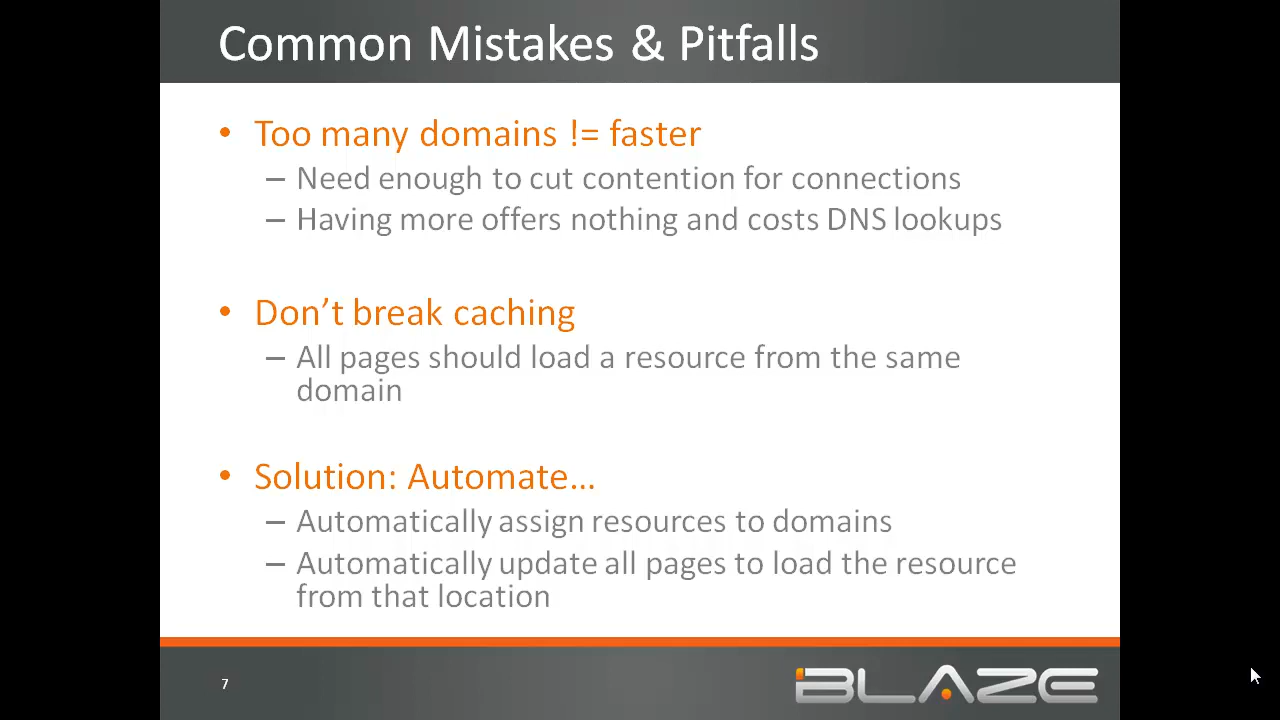 Common Mistakes & Pitfalls
• Too many domains != faster
– Need enough to cut contention for connections
– Having more offers nothing and costs DNS lookups
• Don’t break caching
– All pages should load a resource from the same
domain
• Solution: Automate…
– Automatically assign resources to domains
– Automatically update all pages to load the resource
from that location
7
BLAZE